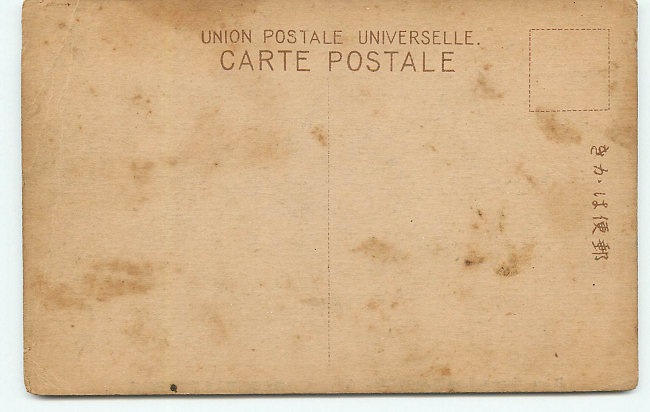 UNION POSTALE UNIVERSELLE.
CARTE POSTALE
郵便はかき